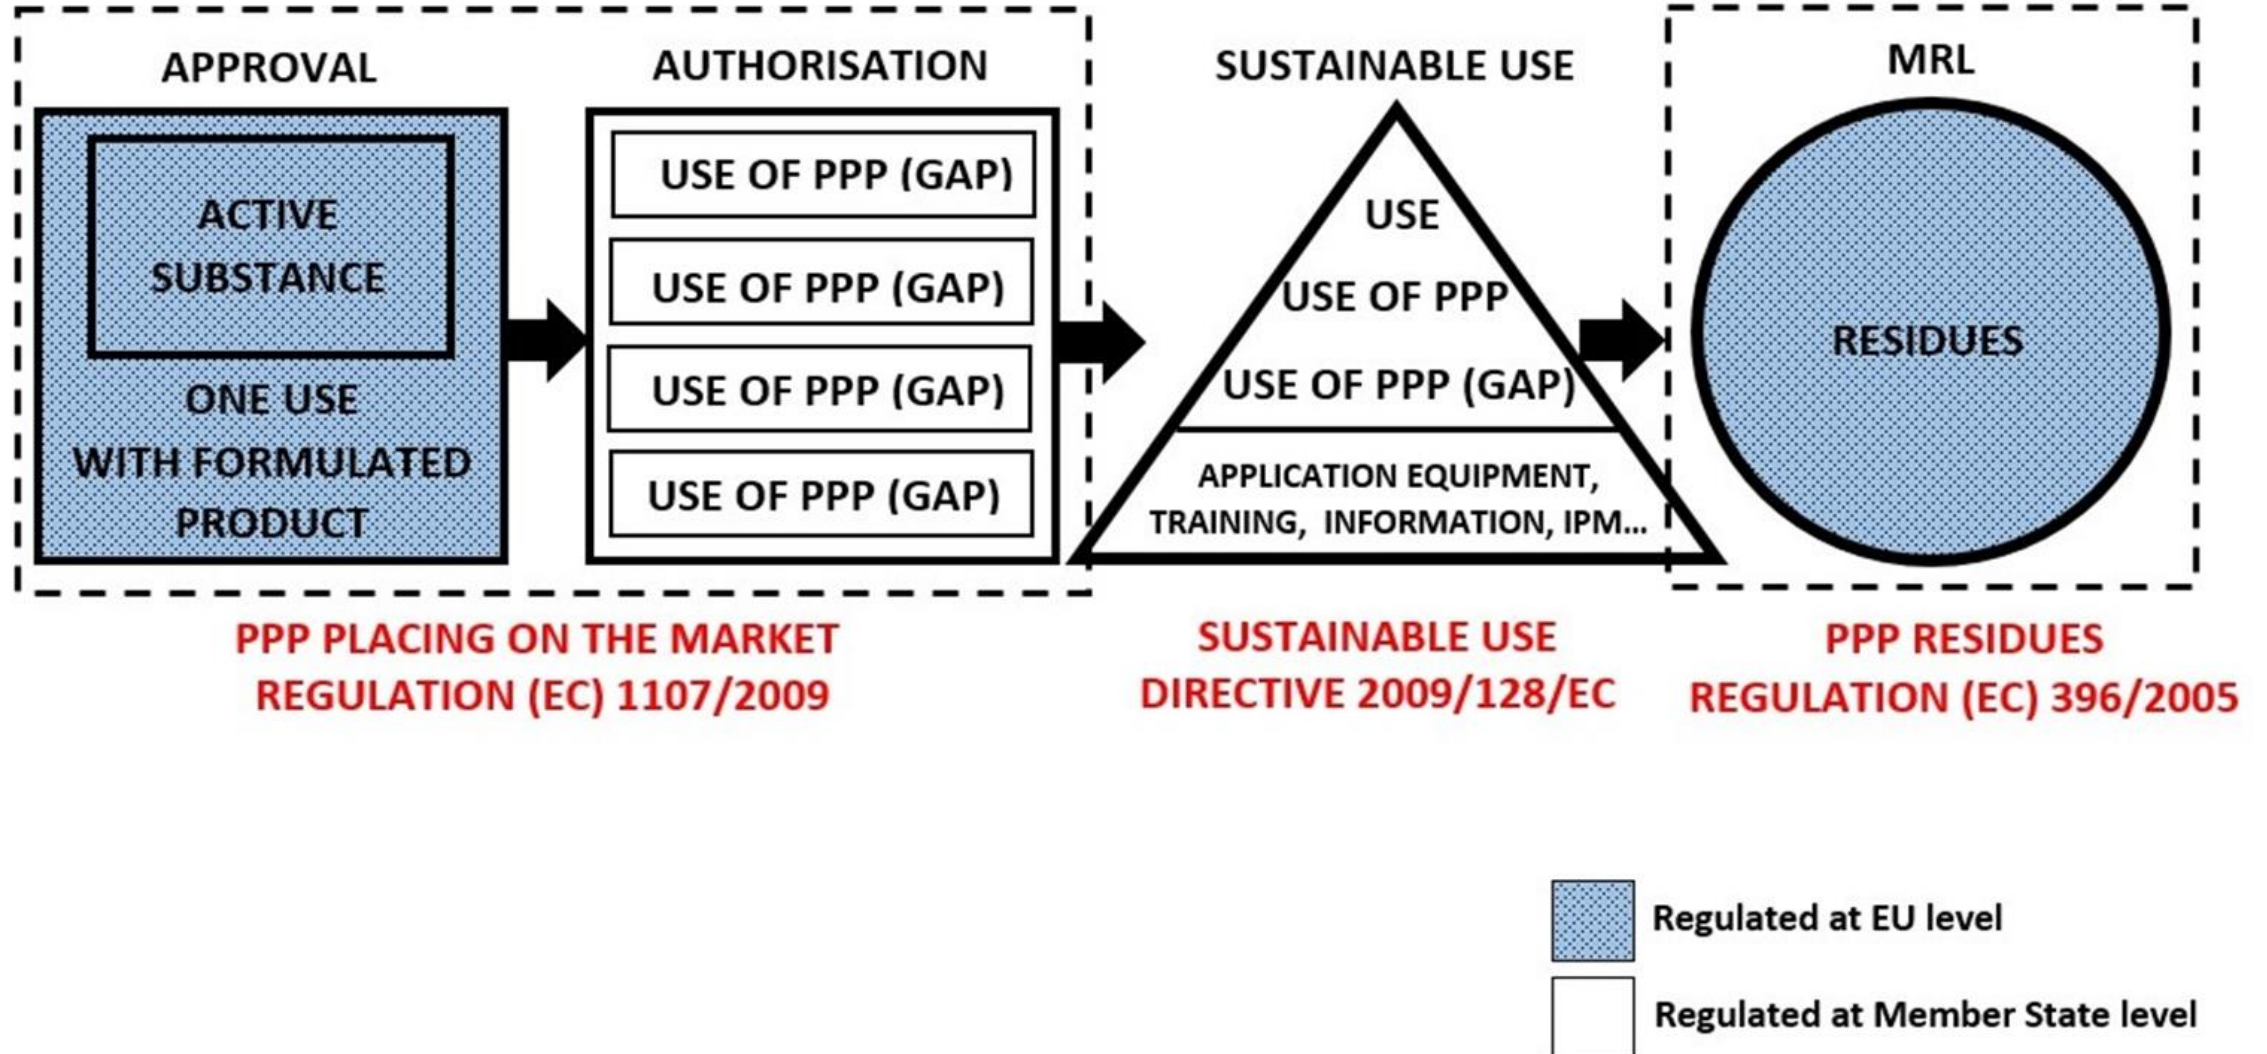 APPROVAL
ACTIVE
SUBSTANCE
ONE USE
WITH FORMULATED
PRODUCT
AUTHORISATION
USE OF PPP (GAP)
USE OF PPP (GAP)
USE OF PPP (GAP)
USE OF PPP (GAP)
PPP PLACING ON THE MARKET
REGULATION (EC) 1107/2009
SUSTAINABLE USE
USE
USE OF PPP
USE OF PPP (GAP)
APPLICATION EQUIPMENT,
TRAINING, INFORMATION, IPM...
SUSTAINABLE USE
DIRECTIVE 2009/128/EC
MRL
RESIDUES
PPP RESIDUES
REGULATION (EC) 396/2005
Regulated at EU level
Regulated at Member State level